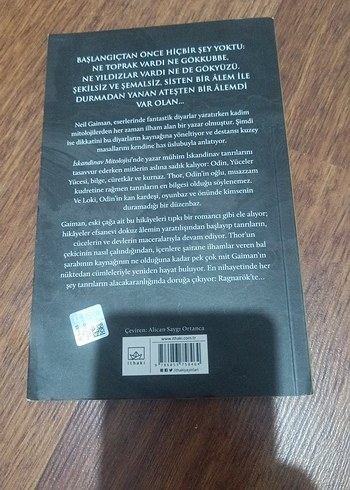 BAŞLANGIÇTAN ÖNCE HİÇBİR ŞEY YOKTU:
NE TOPRAK VARDI NE GÖKKUBBE,
NE YILDIZLAR VARDI NE DE GÖKYÜZÜ.
ŞEKİLSİZ VE ŞEMALSİZ, SİSTEN BİR ÂLEM İLE
DURMADAN YANAN ATEŞTEN BİR ÂLEMDİ
VAR OLAN...
Neil Gaiman, eserlerinde fantastik diyarlar yaratırken kadim
mitolojilerden her zaman ilham alan bir yazar olmuştur. Şimdi
ise dikkatini bu diyarların kaynağına yöneltiyor ve destansı kuzey
masallarını kendine has üslubuyla anlatıyor.
İskandinav Mitolojisi'nde yazar mühim İskandinav tanrılarını
tasavvur ederken mitlerin aslına sadık kalıyor: Odin, Yüceler
Yücesi, bilge, cüretkâr ve kurnaz. Thor, Odin'in oğlu, muazzam
kudretine rağmen tanrıların en bilgesi olduğu söylenemez.
Ve Loki, Odin'in kan kardeşi, oyunbaz ve önünde kimsenin
duramadığı bir düzenbaz.
Gaiman, eski çağa ait bu hikâyeleri tıpkı bir romancı gibi ele alıyor;
hikâyeler efsanevi dokuz âlemin yaratılışından başlayıp tanrıların,
cücelerin ve devlerin maceralarıyla devam ediyor. Thor'un
çekicinin nasıl çalındığından, içenlere şairane ilhamlar veren bal
şarabının kaynağının ne olduğuna kadar pek çok mit Gaiman'ın
nüktedan cümleleriyle yeniden hayat buluyor. En nihayetinde her
şey tanrıların alacakaranlığında doruğa çıkıyor: Ragnarök'te...
Çeviren: Alican Saygı Ortanca
ithaki
www.ithaki.com.tr